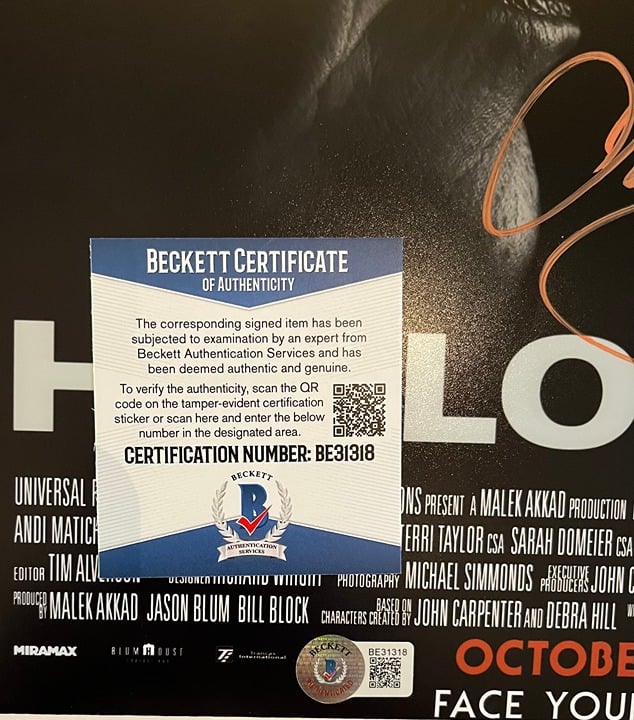 BECKETT CERTIFICATE
OF AUTHENTICITY
The corresponding signed item has been
subjected to examination by an expert from
Beckett Authentication Services and has
been deemed authentic and genuine.
To verify the authenticity, scan the QR
code on the tamper-evident certification
sticker or scan here and enter the below
number in the designated area.
CERTIFICATION NUMBER: BE31318
BECKETT
B
AUTHENTICATION
SERVICES
H LO
UNIVERSAL PRESENT A MALEK AKKAD PRODUCTION
ANDI TAYLOR CSA SARAH DOMEIER CSA
EDITOR TIM RICHARD WRIGHT PHOTOGRAPHY MICHAEL SIMMONDS EXECUTIVE PRODUCERS JOHN
PRODUCED BY MALEK AKKAD JASON BLUM BILL BLOCK BASED ON CHARACTERS CREATED BY JOHN CARPENTER AND DEBRA HILL
MIRAMAX BLUMHOUSE Trancas International
BECKETT
B
BE31318
OCTOBE
FACE YOU